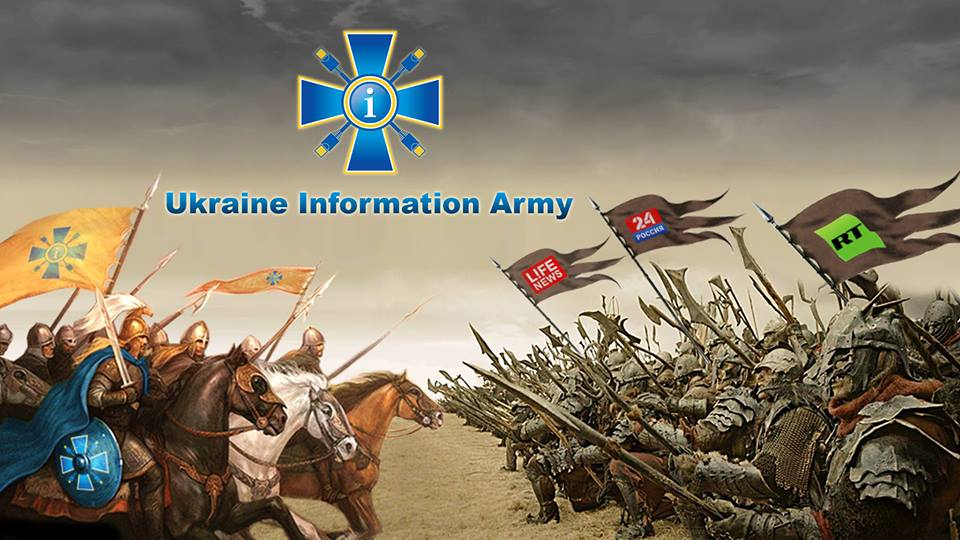 i
Ukraine Information Army
i
LIFE
NEWS
24
РОССИЯ
RT